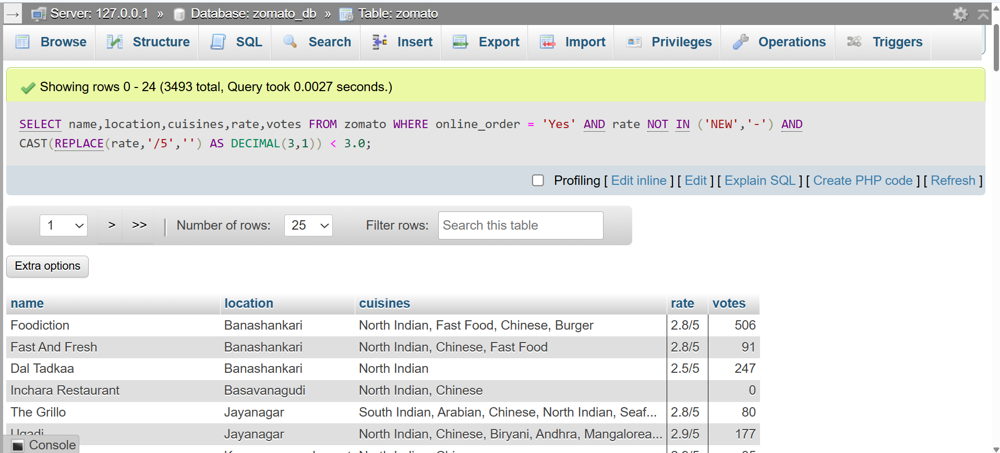 → Server: 127.0.0.1 » Database: zomato_db » Table: zomato
Browse Structure SQL Search Insert Export Import Privileges Operations Triggers
Showing rows 0 - 24 (3493 total, Query took 0.0027 seconds.)
SELECT name,location,cuisines,rate,votes FROM zomato WHERE online_order = 'Yes' AND rate NOT IN ('NEW','-') AND
CAST(REPLACE(rate,'/5','') AS DECIMAL(3,1)) < 3.0;
Profiling [ Edit inline ] [ Edit ] [ Explain SQL ] [ Create PHP code ] [ Refresh ]
1 > >> | Number of rows: 25 Filter rows: Search this table
Extra options
name location cuisines rate votes
Foodiction Banashankari North Indian, Fast Food, Chinese, Burger 2.8/5 506
Fast And Fresh Banashankari North Indian, Chinese, Fast Food 2.8/5 91
Dal Tadkaa Banashankari North Indian 2.5/5 247
Inchara Restaurant Basavanagudi North Indian, Chinese 0
The Grillo Jayanagar South Indian, Arabian, Chinese, North Indian, Seaf... 2.8/5 80
Ugadi Jayanagar North Indian, Chinese, Biryani, Andhra, Mangalorea... 2.9/5 177
Console